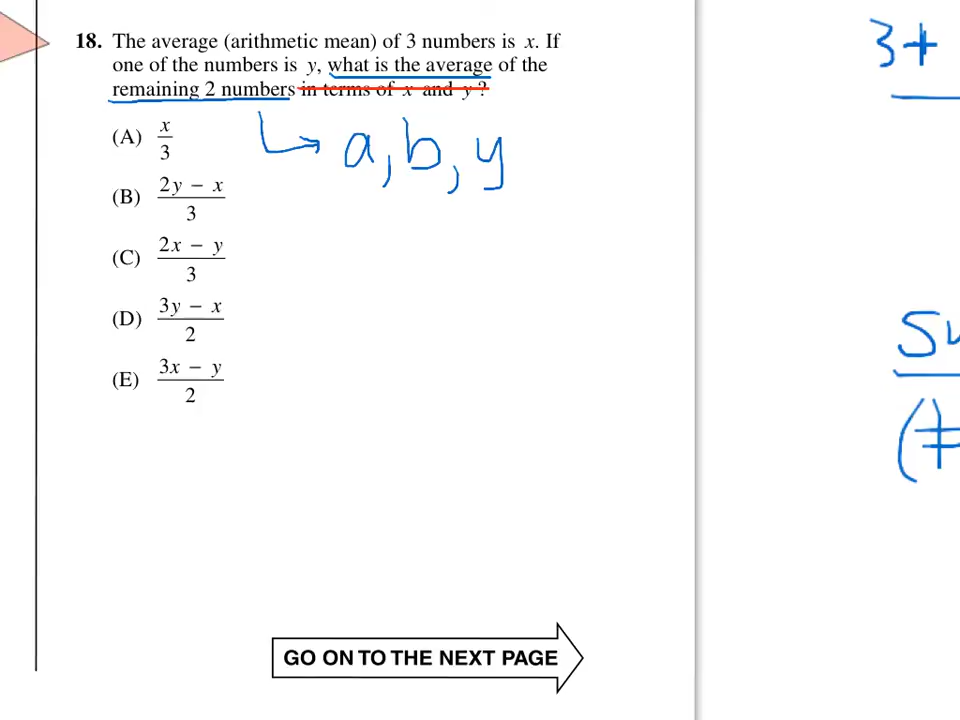 18. The average (arithmetic mean) of 3 numbers is x. If
one of the numbers is y, what is the average of the
remaining 2 numbers in terms of x and y ?
(A) x/3
(B) 2y − x/3
(C) 2x − y/3
(D) 3y − x/2
(E) 3x − y/2
a, b, y
GO ON TO THE NEXT PAGE
3+